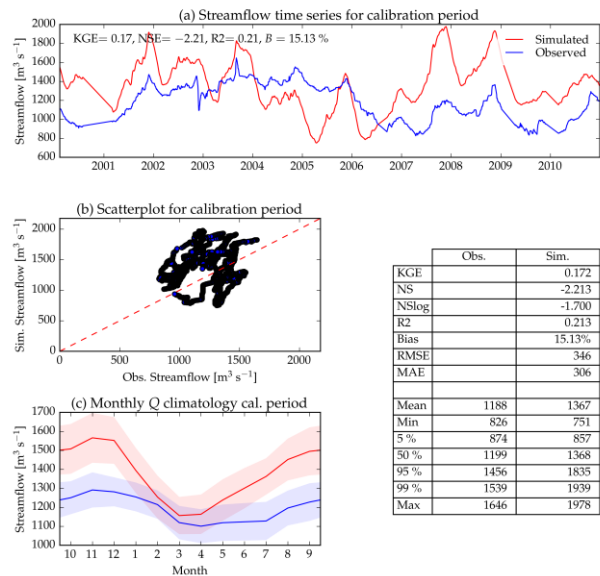 (a) Streamflow time series for calibration period
KGE= 0.17, NSE= −2.21, R2= 0.21, B = 15.13 %
Simulated
Observed
Streamflow [m³ s⁻¹]
2000
1800
1600
1400
1200
1000
800
600
2001 2002 2003 2004 2005 2006 2007 2008 2009 2010
(b) Scatterplot for calibration period
Sim. Streamflow [m³ s⁻¹]
2000
1500
1000
500
0
0 500 1000 1500 2000
Obs. Streamflow [m³ s⁻¹]
(c) Monthly Q climatology cal. period
Streamflow [m³ s⁻¹]
1700
1600
1500
1400
1300
1200
1100
1000
10 11 12 1 2 3 4 5 6 7 8 9
Month
Obs. Sim.
KGE 0.172
NS -2.213
NSlog -1.700
R2 0.213
Bias 15.13%
RMSE 346
MAE 306
Mean 1188 1367
Min 826 751
5 % 874 857
50 % 1199 1368
95 % 1456 1835
99 % 1539 1939
Max 1646 1978